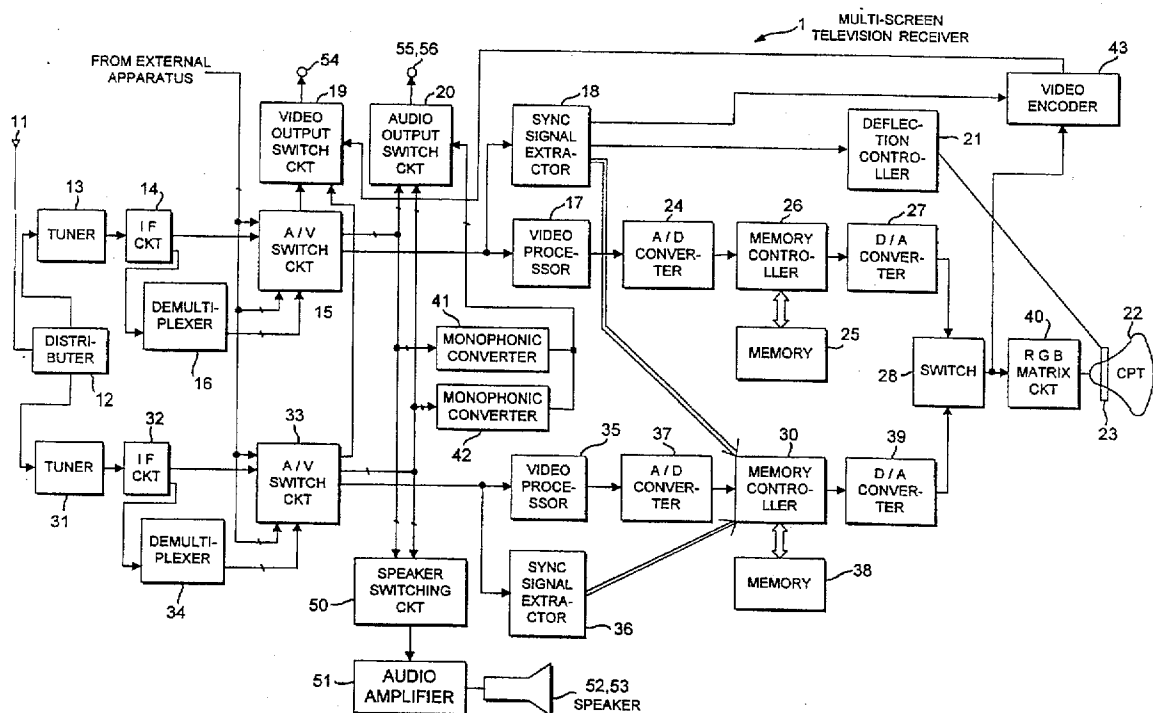 1
MULTI-SCREEN
TELEVISION RECEIVER
FROM EXTERNAL
APPARATUS
54
55,56
43
VIDEO
ENCODER
11
19
VIDEO
OUTPUT
SWITCH
CKT
20
AUDIO
OUTPUT
SWITCH
CKT
18
SYNC
SIGNAL
EXTRA-
CTOR
DEFLE-
CTION
CONTRO-
LLER
21
13
TUNER
14
I F
CKT
A / V
SWITCH
CKT
15
17
VIDEO
PROCE-
SSOR
24
A / D
CONVER-
TER
26
MEMORY
CONTRO-
LLER
27
D / A
CONVER-
TER
DEMULTI-
PLEXER
16
DISTRI-
BUTER
12
41
MONOPHONIC
CONVERTER
MEMORY
25
28
SWITCH
40
R G B
MATRIX
CKT
22
CPT
23
MONOPHONIC
CONVERTER
42
TUNER
31
32
I F
CKT
33
A / V
SWITCH
CKT
35
VIDEO
PROCE-
SSOR
37
A / D
CONVER-
TER
30
MEMORY
CONTRO-
LLER
39
D / A
CONVER-
TER
DEMULTI-
PLEXER
34
50
SPEAKER
SWITCHING
CKT
SYNC
SIGNAL
EXTRA-
CTOR
36
MEMORY
38
51
AUDIO
AMPLIFIER
52,53
SPEAKER